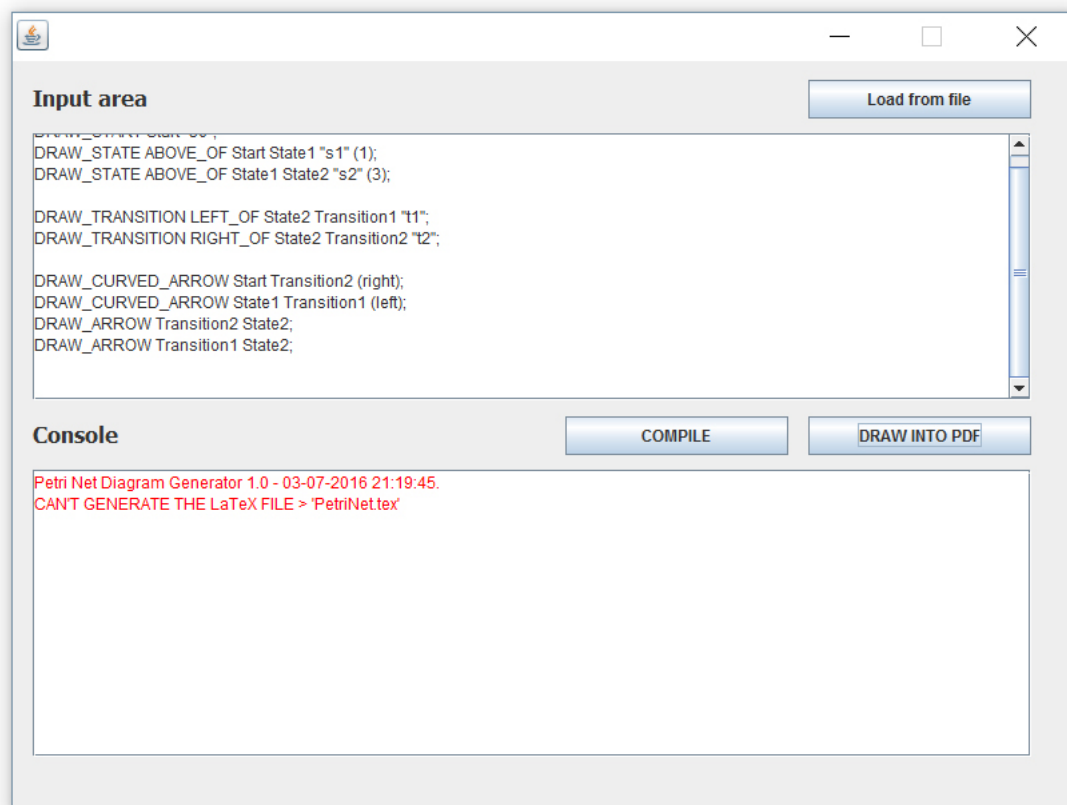 Input area
Load from file
DRAW_START Start "s0";
DRAW_STATE ABOVE_OF Start State1 "s1" (1);
DRAW_STATE ABOVE_OF State1 State2 "s2" (3);
DRAW_TRANSITION LEFT_OF State2 Transition1 "t1";
DRAW_TRANSITION RIGHT_OF State2 Transition2 "t2";
DRAW_CURVED_ARROW Start Transition2 (right);
DRAW_CURVED_ARROW State1 Transition1 (left);
DRAW_ARROW Transition2 State2;
DRAW_ARROW Transition1 State2;
Console
COMPILE
DRAW INTO PDF
Petri Net Diagram Generator 1.0 - 03-07-2016 21:19:45.
CAN'T GENERATE THE LaTeX FILE > 'PetriNet.tex'